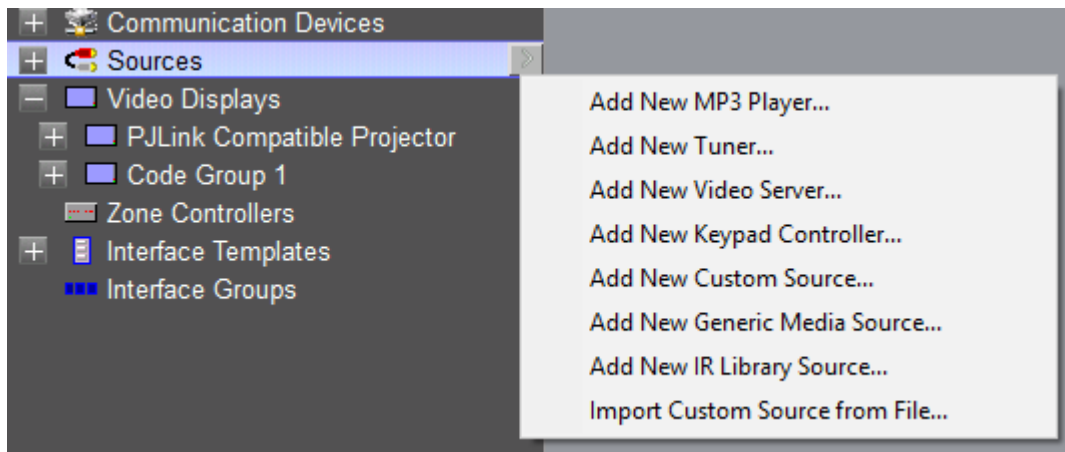 Communication Devices
Sources
Video Displays
PJLink Compatible Projector
Code Group 1
Zone Controllers
Interface Templates
Interface Groups
Add New MP3 Player...
Add New Tuner...
Add New Video Server...
Add New Keypad Controller...
Add New Custom Source...
Add New Generic Media Source...
Add New IR Library Source...
Import Custom Source from File...